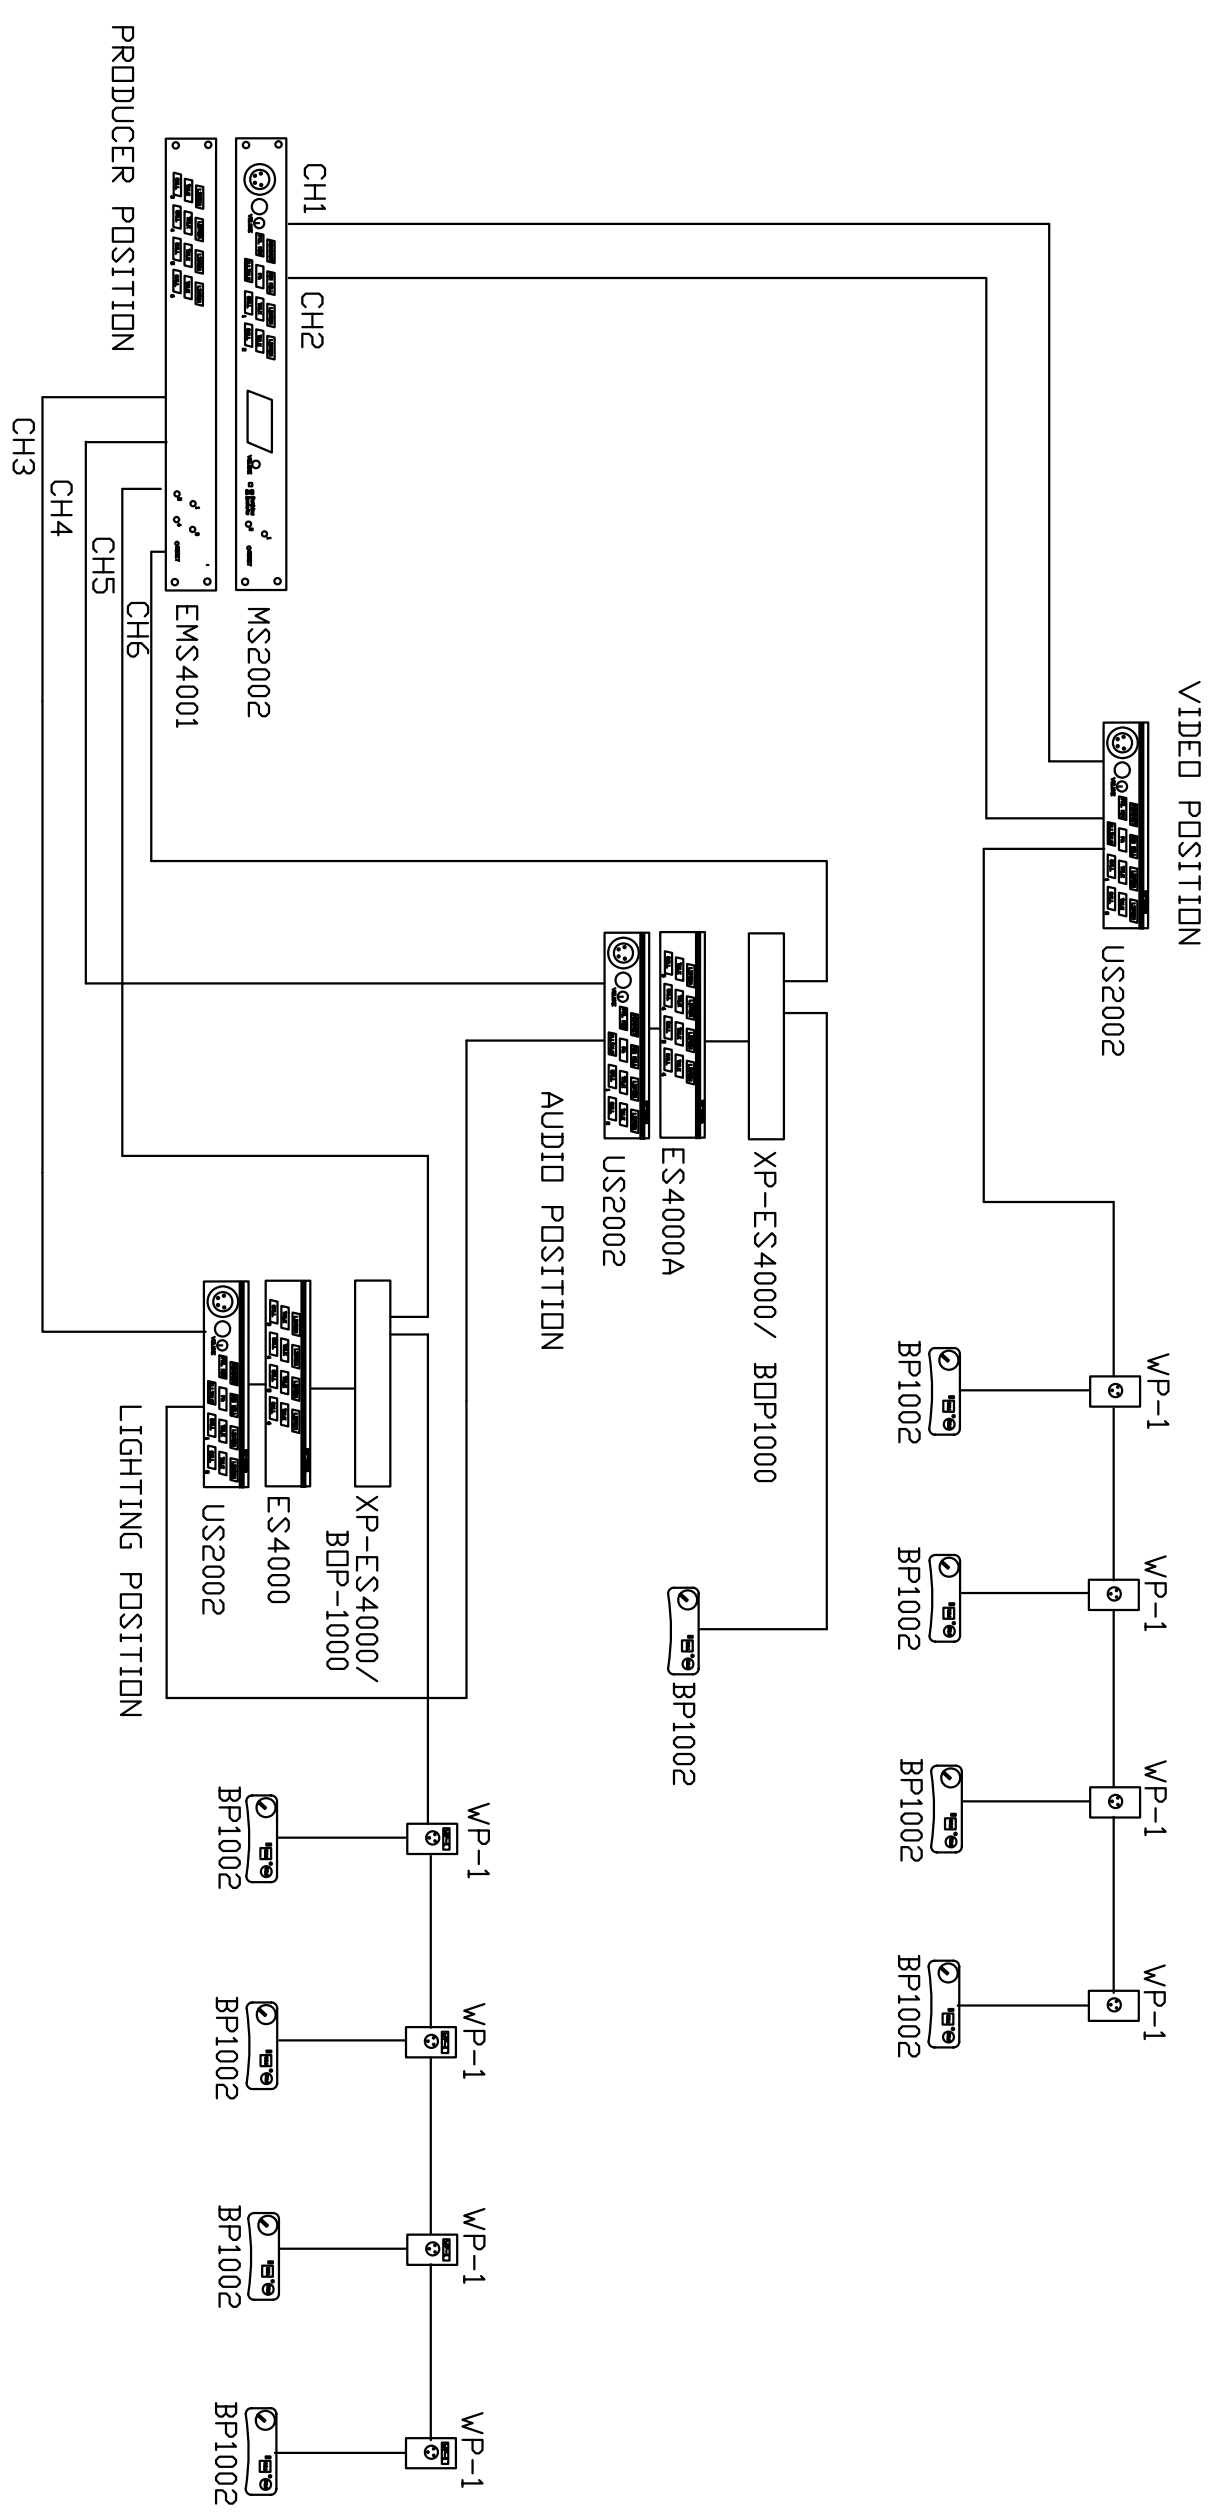 VIDEO POSITION
US2002
WP-1
WP-1
WP-1
WP-1
BP1002
BP1002
BP1002
BP1002
XP-ES4000/ BOP1000
ES4000A
US2002
AUDIO POSITION
BP1002
CH1
CH2
MS2002
EMS4001
PRODUCER POSITION
CH6
CH5
CH4
CH3
WP-1
WP-1
WP-1
WP-1
XP-ES4000/
BOP-1000
ES4000
US2002
LIGHTING POSITION
BP1002
BP1002
BP1002
BP1002